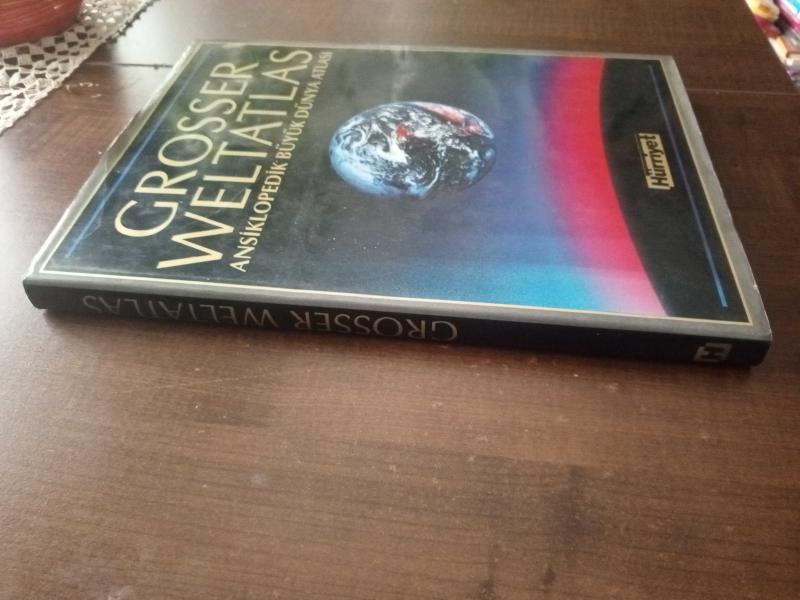 GROSSER
WELTATLAS
ANSİKLOPEDİK BÜYÜK DÜNYA ATLASI
Hürriyet
GROSSER WELTATLAS
H